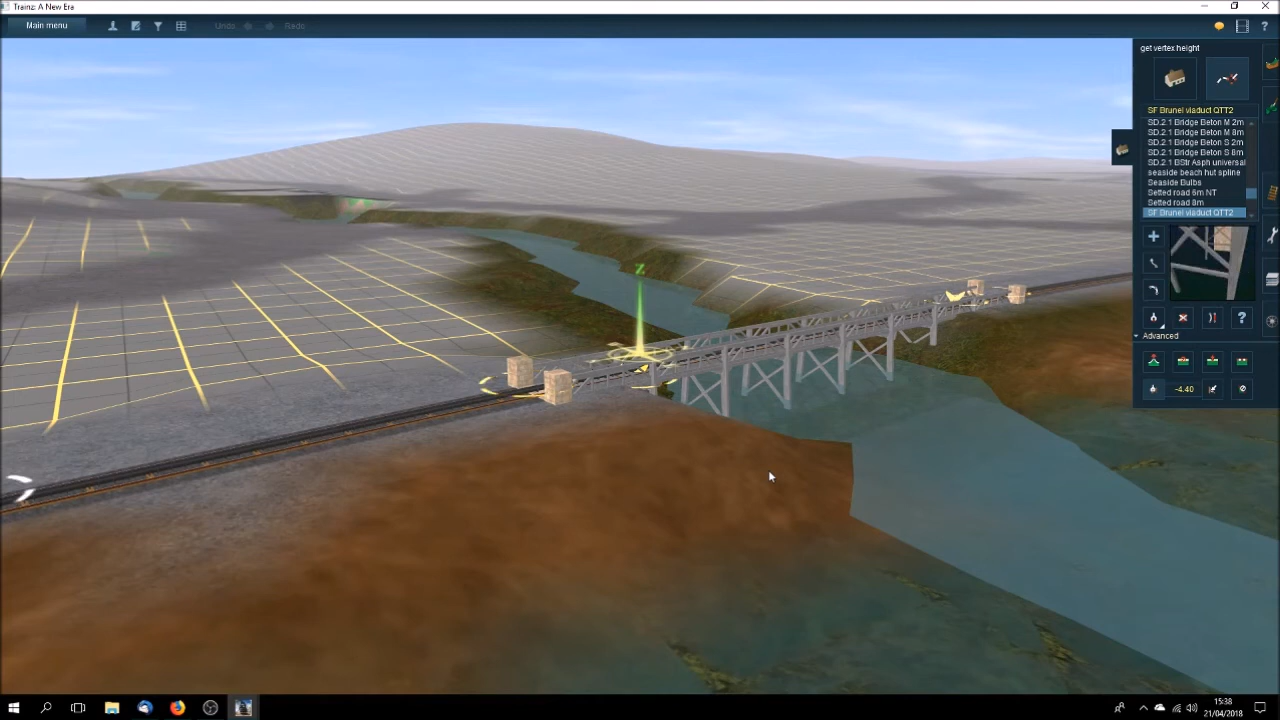 Trainz: A New Era
Main menu
Undo
Redo
?
get vertex height
SF Brunel viaduct QTT2
SD.2.1 Bridge Beton M 2m
SD.2.1 Bridge Beton M 8m
SD.2.1 Bridge Beton S 2m
SD.2.1 Bridge Beton S 8m
SD.2.1 BStr Asph universal
seaside beach hut spline
Seaside Bulbs
Setted road 6m NT
Setted road 8m
SF Brunel viaduct QTT2
?
Advanced
-4.40
Z
15:38
21/04/2018